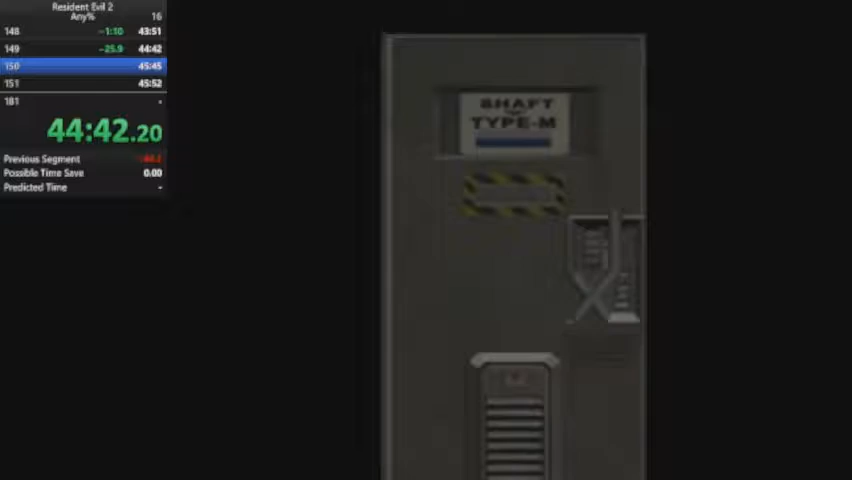 Resident Evil 2
Any%
16
148 -1:10 43:51
149 -25.9 44:42
150 45:45
151 45:52
181 -
44:42.20
Previous Segment
Possible Time Save 0.00
Predicted Time -
SHAFT
TYPE-M